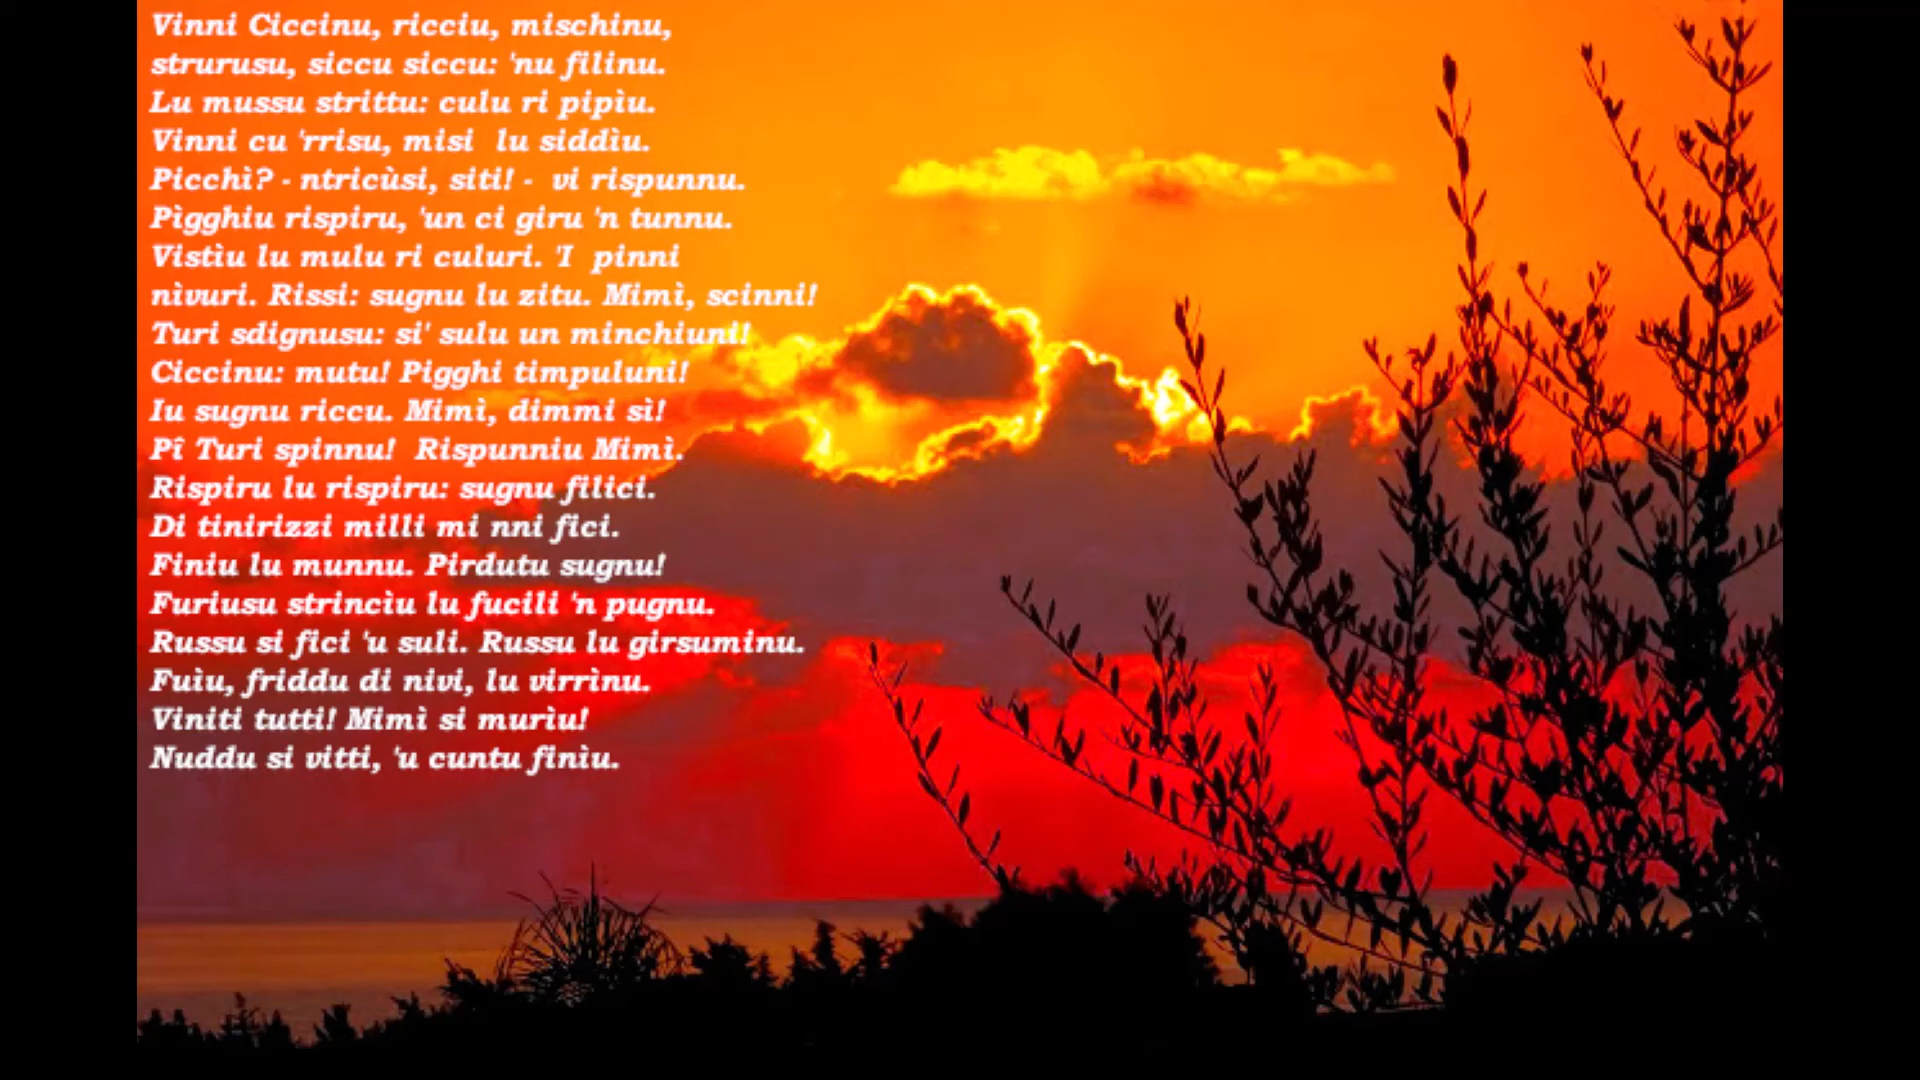 Vinni Ciccinu, ricciu, mischinu,
strurusu, siccu siccu: 'nu filinu.
Lu mussu strittu: culu ri pipìu.
Vinni cu 'rrisu, misi lu siddìu.
Picchì? - ntricùsi, siti! - vi rispunnu.
Pìgghiu rispiru, 'un ci giru 'n tunnu.
Vistìu lu mulu ri culuri. 'I pinni
nìvuri. Rissi: sugnu lu zitu. Mimì, scinni!
Turi sdignusu: si' sulu un minchiuni!
Ciccinu: mutu! Pigghi timpuluni!
Iu sugnu riccu. Mimì, dimmi sì!
Pî Turi spinnu! Rispunniu Mimì.
Rispiru lu rispiru: sugnu filici.
Di tinirizzi milli mi nni fici.
Finiu lu munnu. Pirdutu sugnu!
Furiusu strincìu lu fucili 'n pugnu.
Russu si fici 'u suli. Russu lu girsuminu.
Fuìu, friddu di nivi, lu virrìnu.
Viniti tutti! Mimì si murìu!
Nuddu si vitti, 'u cuntu finìu.